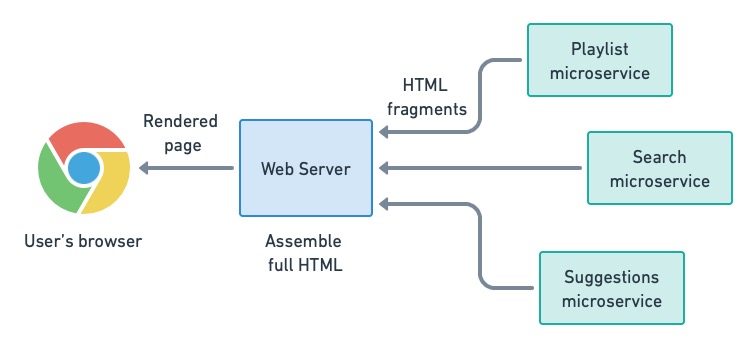 Playlist
microservice
HTML
fragments
Rendered
page
Search
microservice
Web Server
User's browser
Assemble
full HTML
Suggestions
microservice